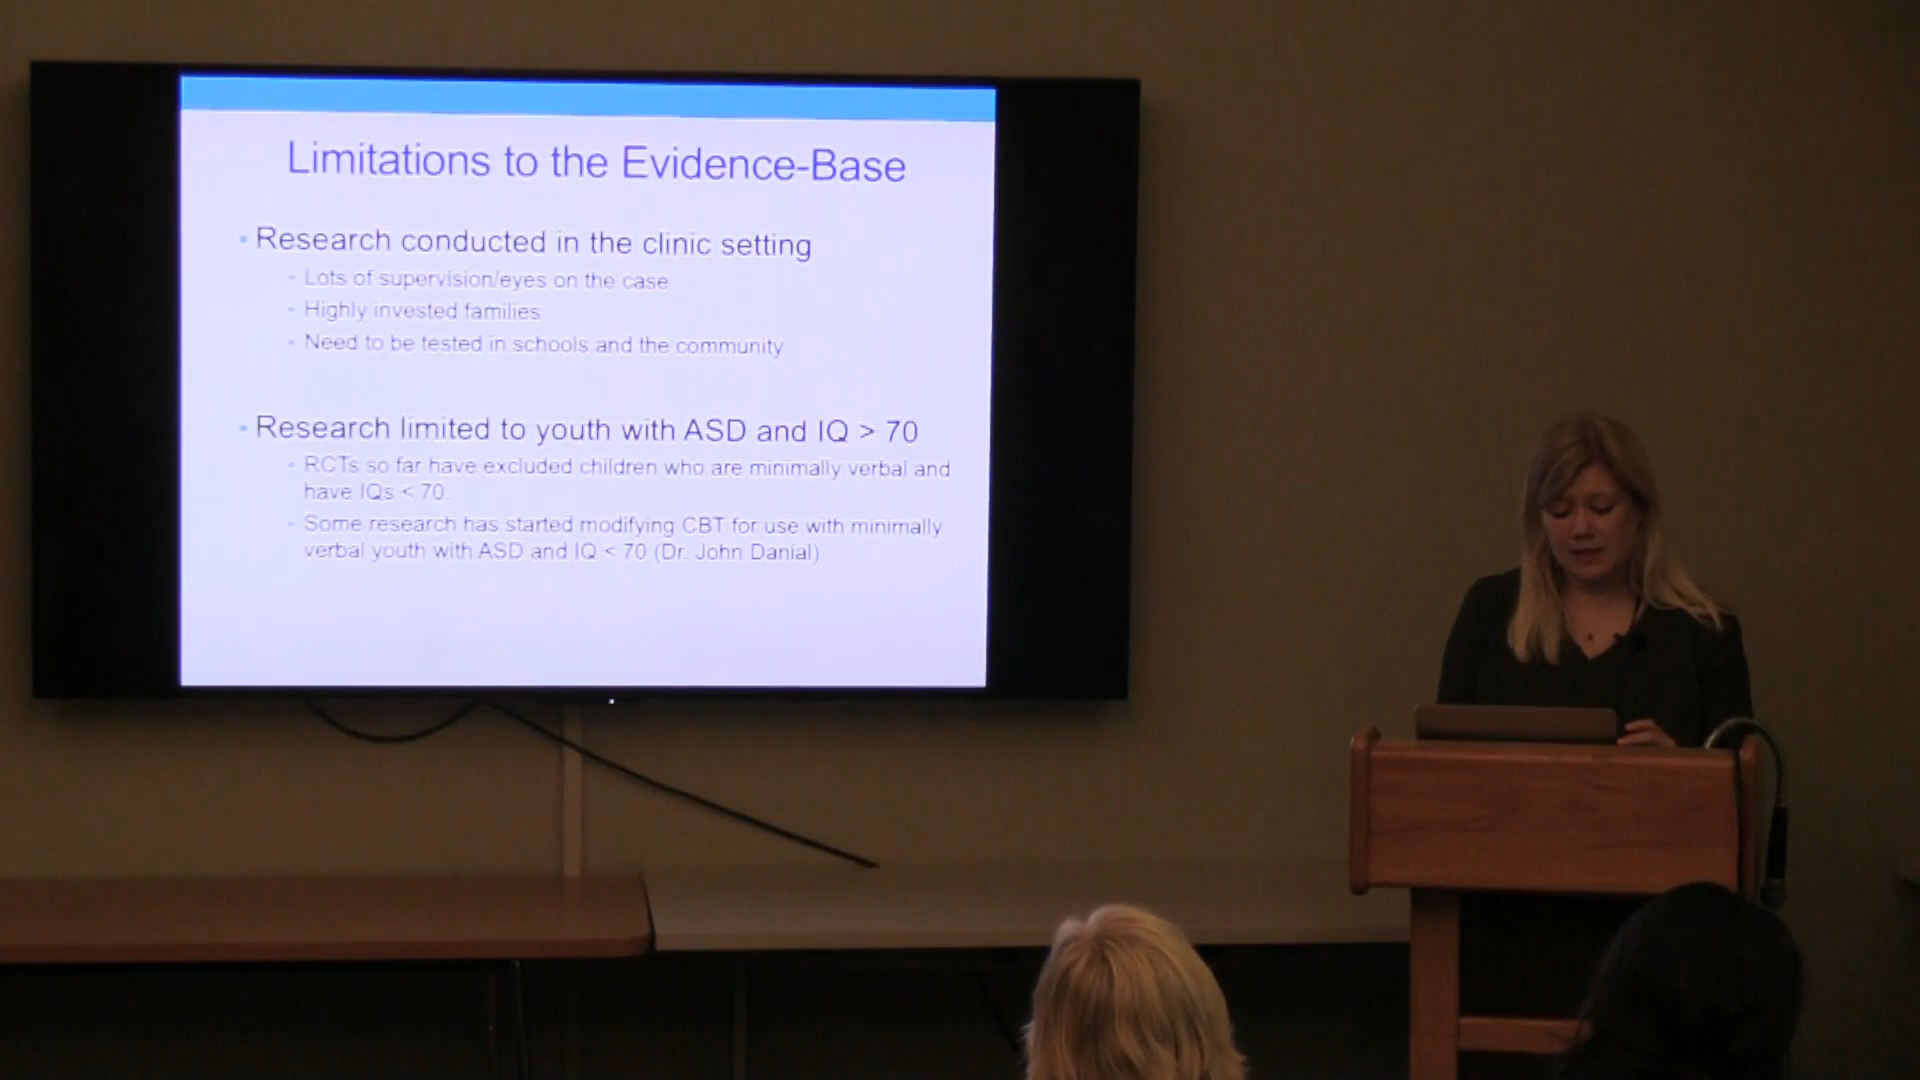 Limitations to the Evidence-Base
• Research conducted in the clinic setting
- Lots of supervision/eyes on the case
- Highly invested families
- Need to be tested in schools and the community
• Research limited to youth with ASD and IQ > 70
- RCTs so far have excluded children who are minimally verbal and
have IQs < 70.
- Some research has started modifying CBT for use with minimally
verbal youth with ASD and IQ < 70 (Dr. John Danial)